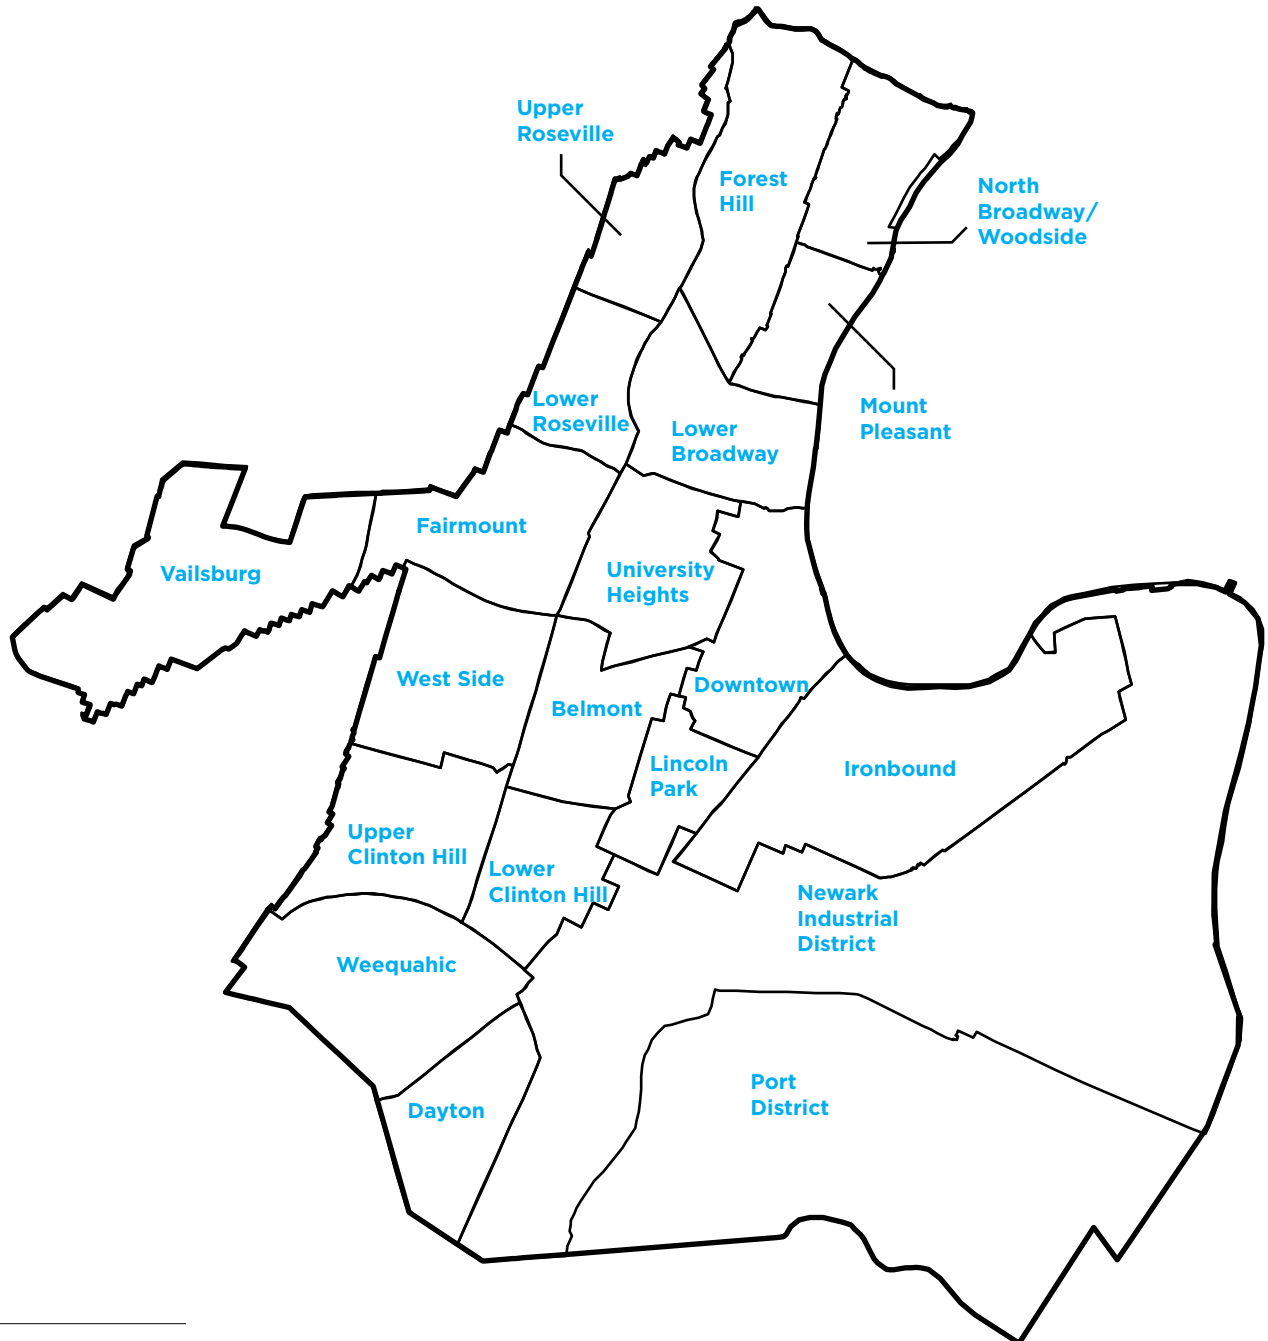 Upper
Roseville
Forest
Hill
North
Broadway/
Woodside
Lower
Roseville
Mount
Pleasant
Lower
Broadway
Fairmount
Vailsburg
University
Heights
West Side
Downtown
Belmont
Lincoln
Park
Ironbound
Upper
Clinton Hill
Lower
Clinton Hill
Newark
Industrial
District
Weequahic
Port
District
Dayton